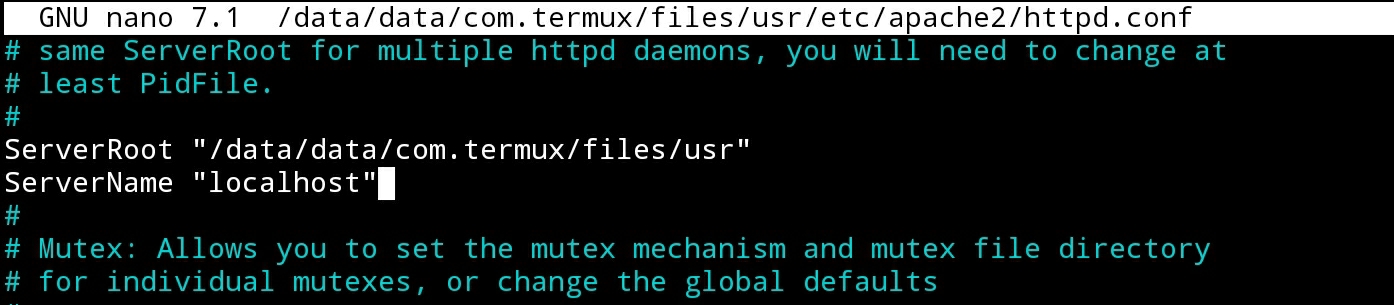 GNU nano 7.1  /data/data/com.termux/files/usr/etc/apache2/httpd.conf
# same ServerRoot for multiple httpd daemons, you will need to change at
# least PidFile.
#
ServerRoot "/data/data/com.termux/files/usr"
ServerName "localhost"
#
# Mutex: Allows you to set the mutex mechanism and mutex file directory
# for individual mutexes, or change the global defaults